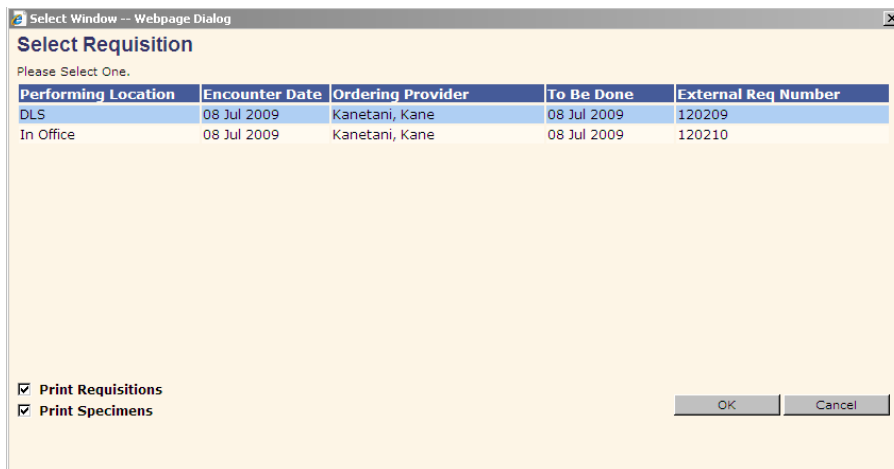 Select Window -- Webpage Dialog
Select Requisition
Please Select One.
Performing Location Encounter Date Ordering Provider To Be Done External Req Number
DLS 08 Jul 2009 Kanetani, Kane 08 Jul 2009 120209
In Office 08 Jul 2009 Kanetani, Kane 08 Jul 2009 120210
Print Requisitions
Print Specimens
OK Cancel